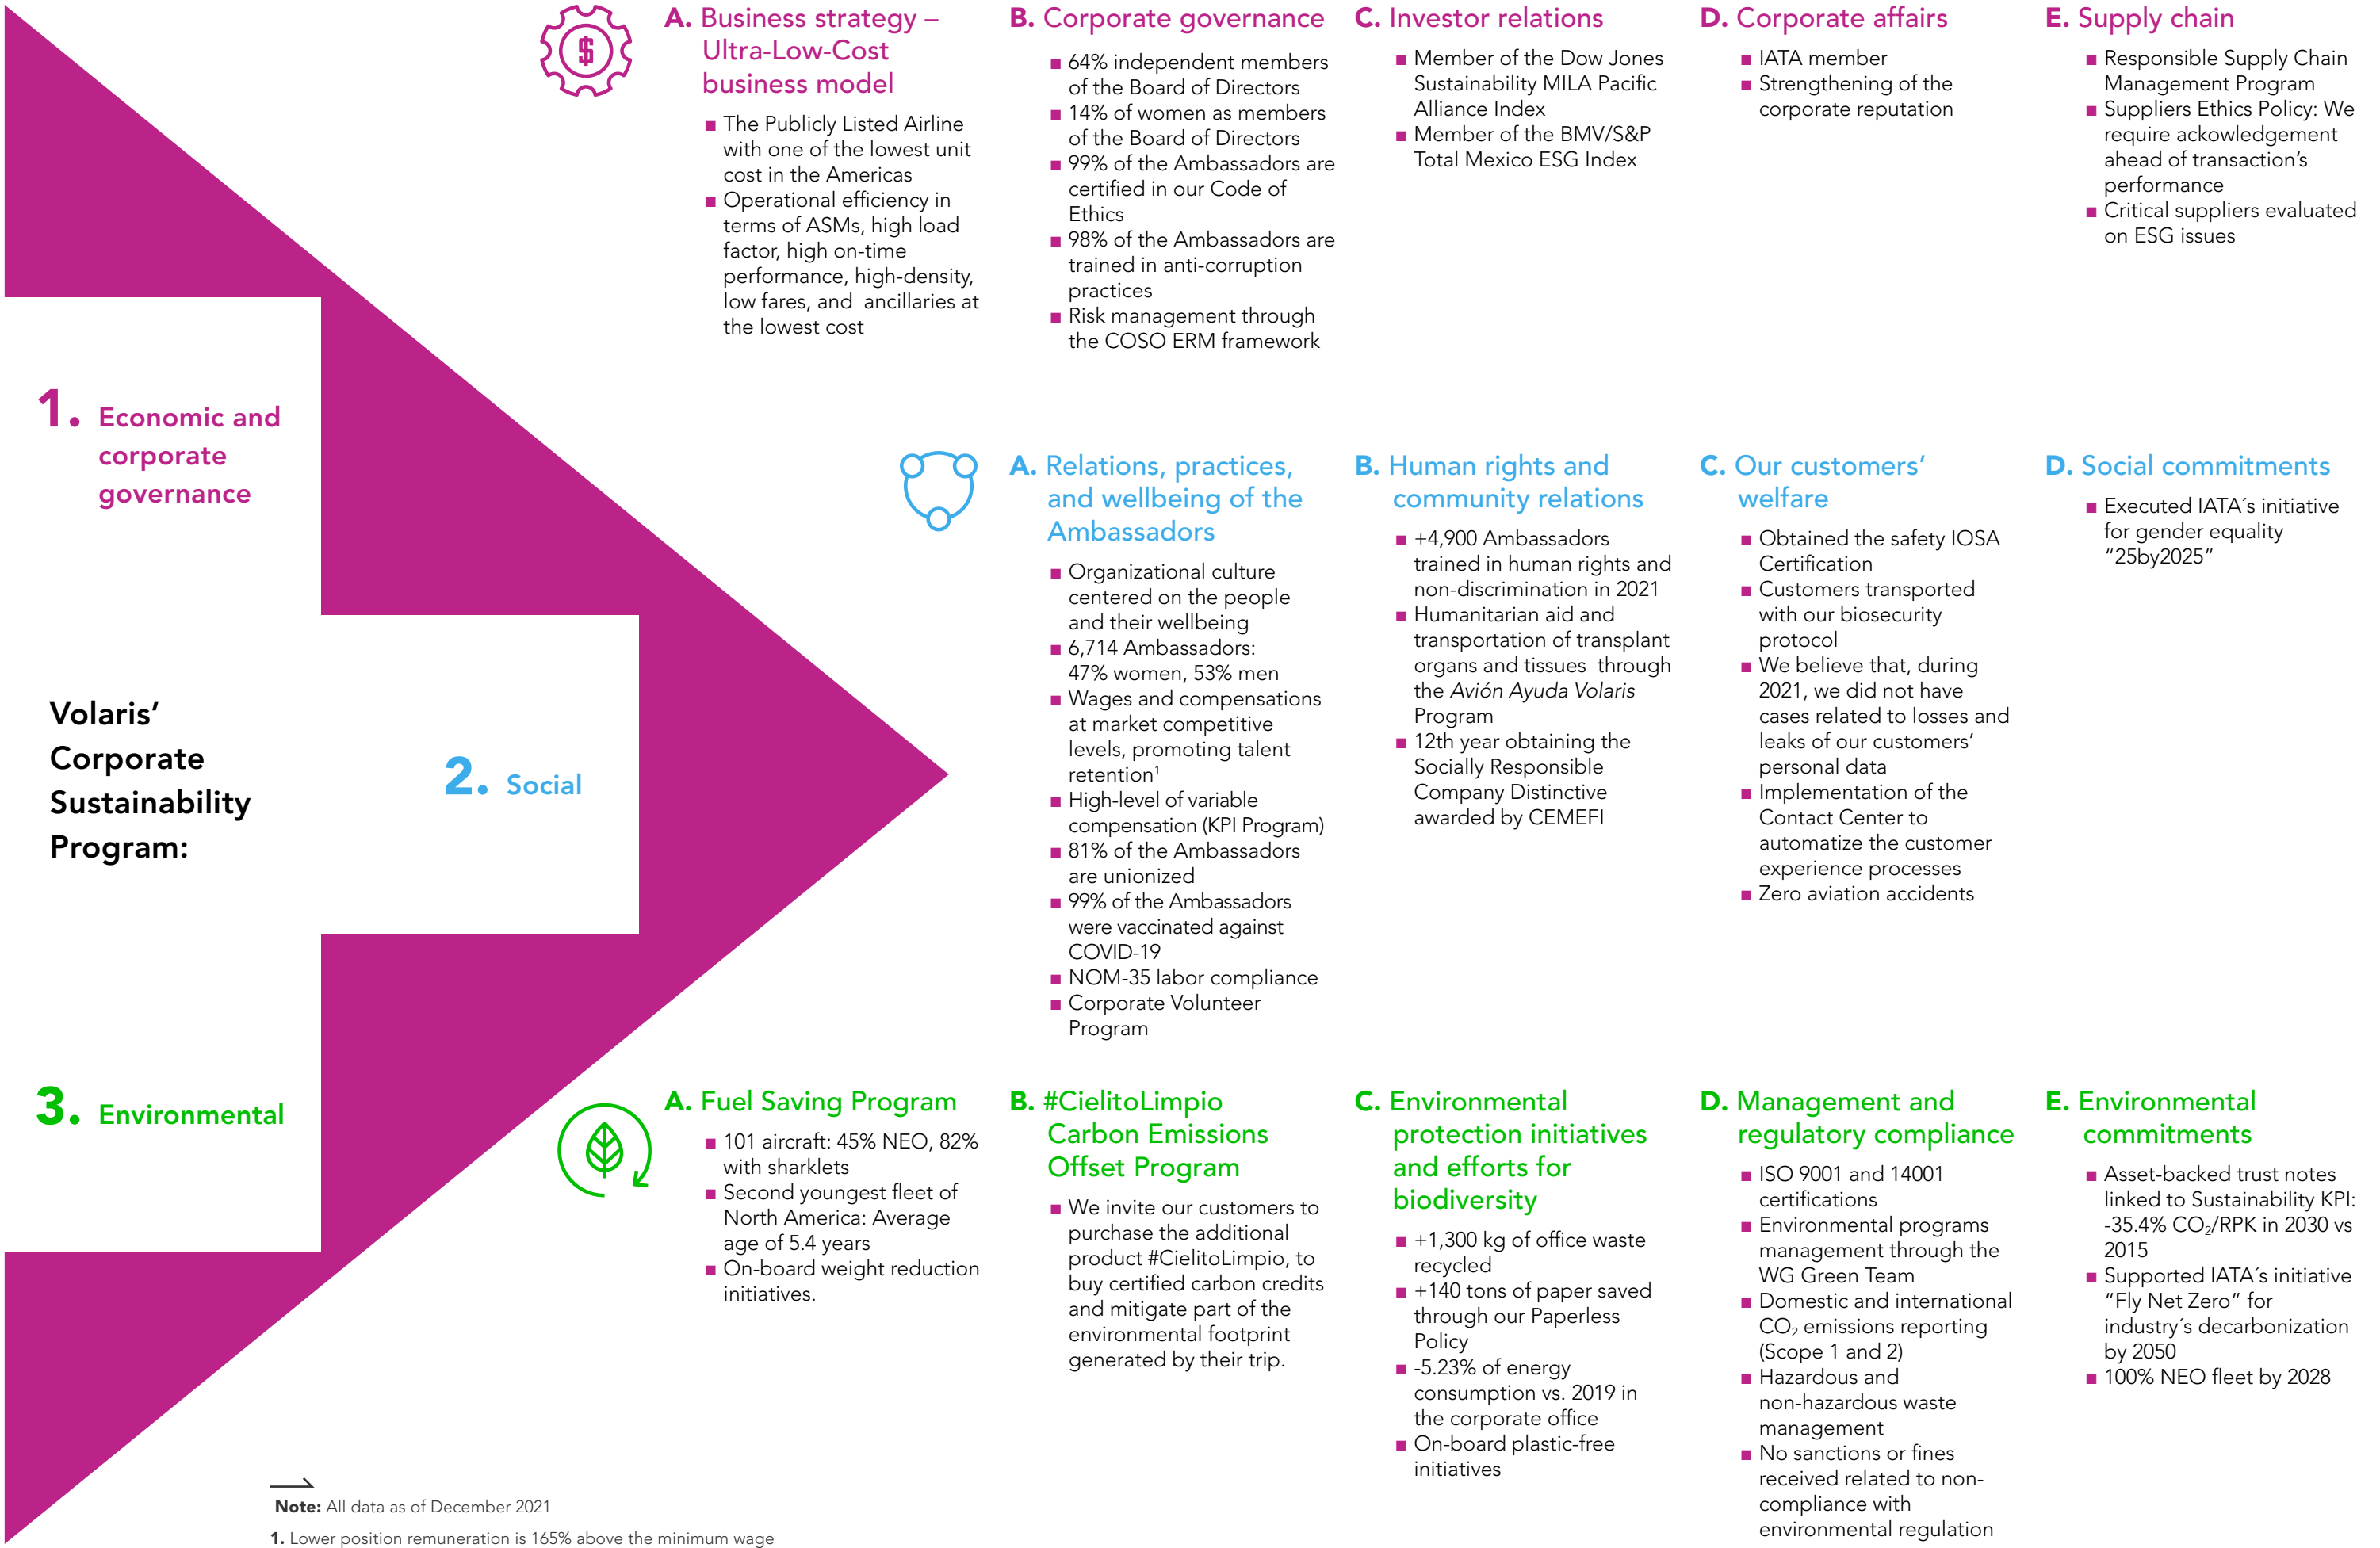 Volaris’
Corporate
Sustainability
Program:
1. Economic and
corporate
governance
A. Business strategy –
Ultra-Low-Cost
business model
■ The Publicly Listed Airline
with one of the lowest unit
cost in the Americas
■ Operational efficiency in
terms of ASMs, high load
factor, high on-time
performance, high-density,
low fares, and ancillaries at
the lowest cost
B. Corporate governance
■ 64% independent members
of the Board of Directors
■ 14% of women as members
of the Board of Directors
■ 99% of the Ambassadors are
certified in our Code of
Ethics
■ 98% of the Ambassadors are
trained in anti-corruption
practices
■ Risk management through
the COSO ERM framework
C. Investor relations
■ Member of the Dow Jones
Sustainability MILA Pacific
Alliance Index
■ Member of the BMV/S&P
Total Mexico ESG Index
D. Corporate affairs
■ IATA member
■ Strengthening of the
corporate reputation
E. Supply chain
■ Responsible Supply Chain
Management Program
■ Suppliers Ethics Policy: We
require ackowledgement
ahead of transaction’s
performance
■ Critical suppliers evaluated
on ESG issues
2. Social
A. Relations, practices,
and wellbeing of the
Ambassadors
■ Organizational culture
centered on the people
and their wellbeing
■ 6,714 Ambassadors:
47% women, 53% men
■ Wages and compensations
at market competitive
levels, promoting talent
retention¹
■ High-level of variable
compensation (KPI Program)
■ 81% of the Ambassadors
are unionized
■ 99% of the Ambassadors
were vaccinated against
COVID-19
■ NOM-35 labor compliance
■ Corporate Volunteer
Program
B. Human rights and
community relations
■ +4,900 Ambassadors
trained in human rights and
non-discrimination in 2021
■ Humanitarian aid and
transportation of transplant
organs and tissues through
the Avión Ayuda Volaris
Program
■ 12th year obtaining the
Socially Responsible
Company Distinctive
awarded by CEMEFI
C. Our customers’
welfare
■ Obtained the safety IOSA
Certification
■ Customers transported
with our biosecurity
protocol
■ We believe that, during
2021, we did not have
cases related to losses and
leaks of our customers’
personal data
■ Implementation of the
Contact Center to
automatize the customer
experience processes
■ Zero aviation accidents
D. Social commitments
■ Executed IATA´s initiative
for gender equality
“25by2025”
3. Environmental
A. Fuel Saving Program
■ 101 aircraft: 45% NEO, 82%
with sharklets
■ Second youngest fleet of
North America: Average
age of 5.4 years
■ On-board weight reduction
initiatives.
B. #CielitoLimpio
Carbon Emissions
Offset Program
■ We invite our customers to
purchase the additional
product #CielitoLimpio, to
buy certified carbon credits
and mitigate part of the
environmental footprint
generated by their trip.
C. Environmental
protection initiatives
and efforts for
biodiversity
■ +1,300 kg of office waste
recycled
■ +140 tons of paper saved
through our Paperless
Policy
■ -5.23% of energy
consumption vs. 2019 in
the corporate office
■ On-board plastic-free
initiatives
D. Management and
regulatory compliance
■ ISO 9001 and 14001
certifications
■ Environmental programs
management through the
WG Green Team
■ Domestic and international
CO₂ emissions reporting
(Scope 1 and 2)
■ Hazardous and
non-hazardous waste
management
■ No sanctions or fines
received related to non-
compliance with
environmental regulation
E. Environmental
commitments
■ Asset-backed trust notes
linked to Sustainability KPI:
-35.4% CO₂/RPK in 2030 vs
2015
■ Supported IATA´s initiative
“Fly Net Zero” for
industry´s decarbonization
by 2050
■ 100% NEO fleet by 2028
Note: All data as of December 2021
1. Lower position remuneration is 165% above the minimum wage